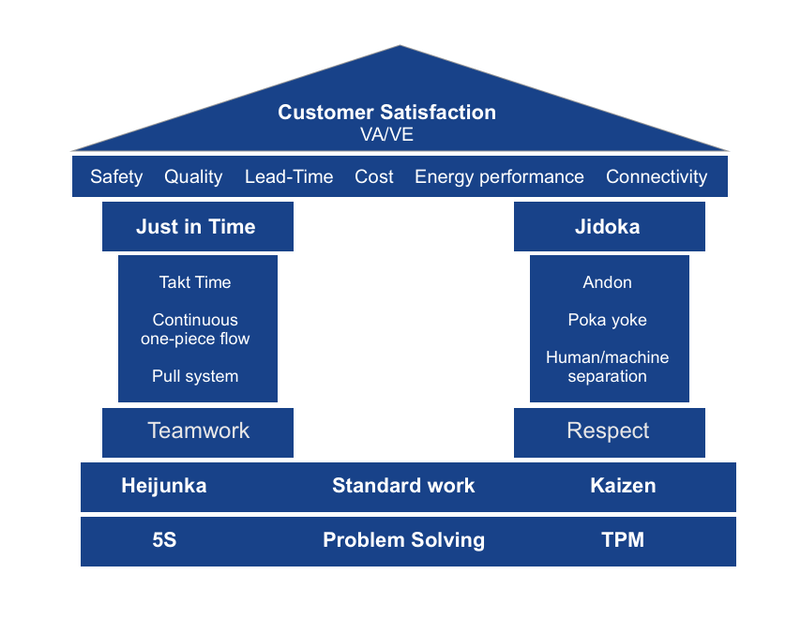 Customer Satisfaction
VA/VE
Safety Quality Lead-Time Cost Energy performance Connectivity
Just in Time
Takt Time
Continuous
one-piece flow
Pull system
Teamwork
Jidoka
Andon
Poka yoke
Human/machine
separation
Respect
Heijunka Standard work Kaizen
5S Problem Solving TPM